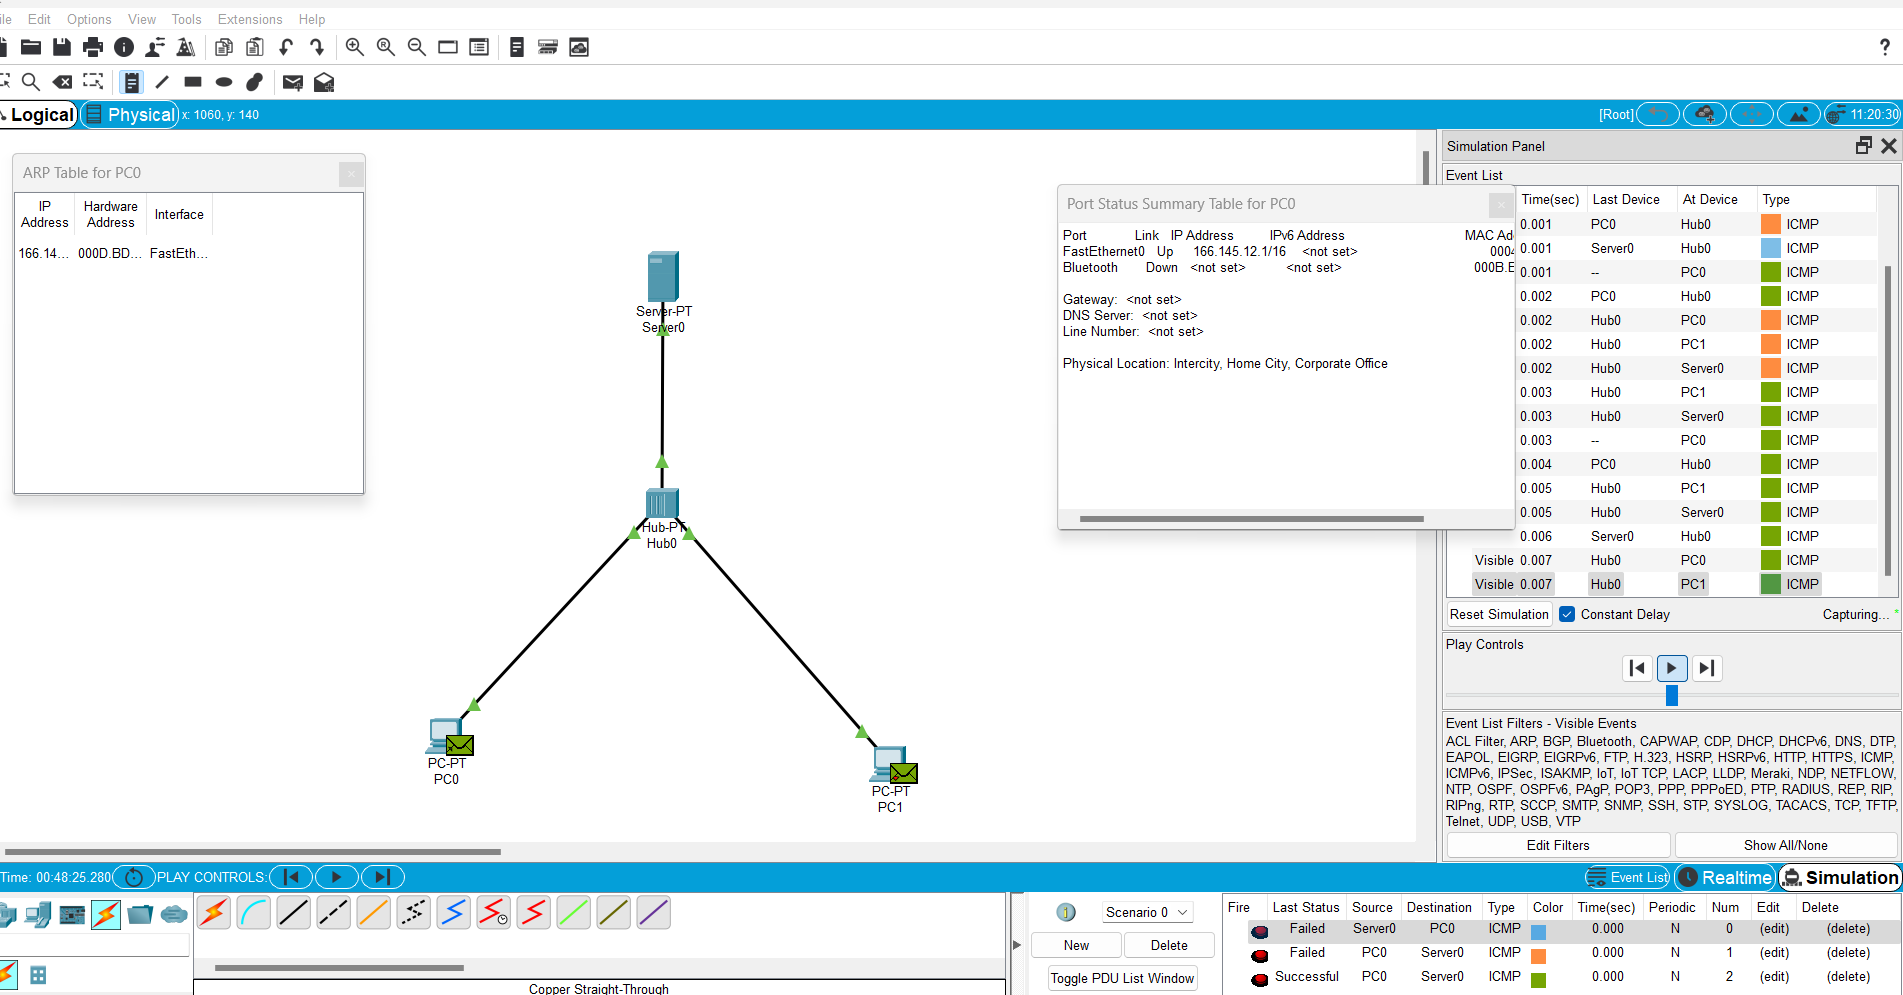 Edit Options View Tools Extensions Help
Logical Physical x: 1060, y: 140
[Root] 11:20:30
ARP Table for PC0
IP Address Hardware Address Interface
166.14... 000D.BD... FastEth...
Server-PT
Server0
Hub-PT
Hub0
PC-PT
PC0
PC-PT
PC1
Port Status Summary Table for PC0
Port Link IP Address IPv6 Address MAC Ad
FastEthernet0 Up 166.145.12.1/16 <not set> 000
Bluetooth Down <not set> <not set> 000B.E
Gateway: <not set>
DNS Server: <not set>
Line Number: <not set>
Physical Location: Intercity, Home City, Corporate Office
Simulation Panel
Event List
Time(sec) Last Device At Device Type
0.001 PC0 Hub0 ICMP
0.001 Server0 Hub0 ICMP
0.001 -- PC0 ICMP
0.002 PC0 Hub0 ICMP
0.002 Hub0 PC0 ICMP
0.002 Hub0 PC1 ICMP
0.002 Hub0 Server0 ICMP
0.003 Hub0 PC1 ICMP
0.003 Hub0 Server0 ICMP
0.003 -- PC0 ICMP
0.004 PC0 Hub0 ICMP
0.005 Hub0 PC1 ICMP
0.005 Hub0 Server0 ICMP
0.006 Server0 Hub0 ICMP
Visible 0.007 Hub0 PC0 ICMP
Visible 0.007 Hub0 PC1 ICMP
Reset Simulation Constant Delay Capturing... *
Play Controls
Event List Filters - Visible Events
ACL Filter, ARP, BGP, Bluetooth, CAPWAP, CDP, DHCP, DHCPv6, DNS, DTP,
EAPOL, EIGRP, EIGRPv6, FTP, H.323, HSRP, HSRPv6, HTTP, HTTPS, ICMP,
ICMPv6, IPSec, ISAKMP, IoT, IoT TCP, LACP, LLDP, Meraki, NDP, NETFLOW,
NTP, OSPF, OSPFv6, PAgP, POP3, PPP, PPPoED, PTP, RADIUS, REP, RIP,
RIPng, RTP, SCCP, SMTP, SNMP, SSH, STP, SYSLOG, TACACS, TCP, TFTP,
Telnet, UDP, USB, VTP
Edit Filters Show All/None
Time: 00:48:25.280 PLAY CONTROLS: Event List Realtime Simulation
Scenario 0
New Delete
Toggle PDU List Window
Fire Last Status Source Destination Type Color Time(sec) Periodic Num Edit Delete
Failed Server0 PC0 ICMP 0.000 N 0 (edit) (delete)
Failed PC0 Server0 ICMP 0.000 N 1 (edit) (delete)
Successful PC0 Server0 ICMP 0.000 N 2 (edit) (delete)
Copper Straight-Through